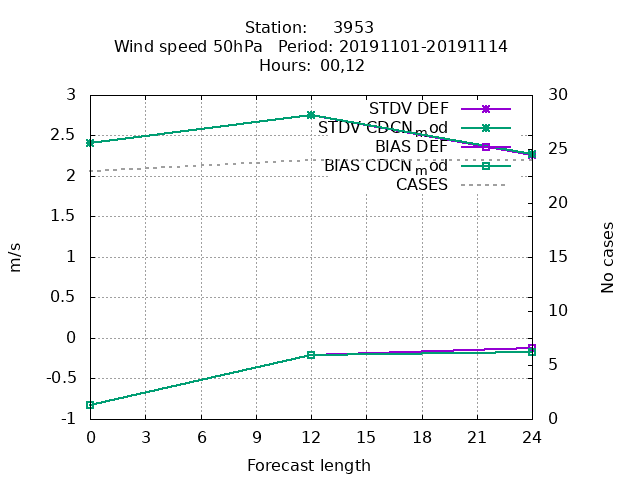 Station: 3953
Wind speed 50hPa Period: 20191101-20191114
Hours: 00,12
3
2.5
2
1.5
1
0.5
0
-0.5
-1
m/s
STDV DEF
STDV CDCNmod
BIAS DEF
BIAS CDCNmod
CASES
30
25
20
15
10
5
0
No cases
0 3 6 9 12 15 18 21 24
Forecast length